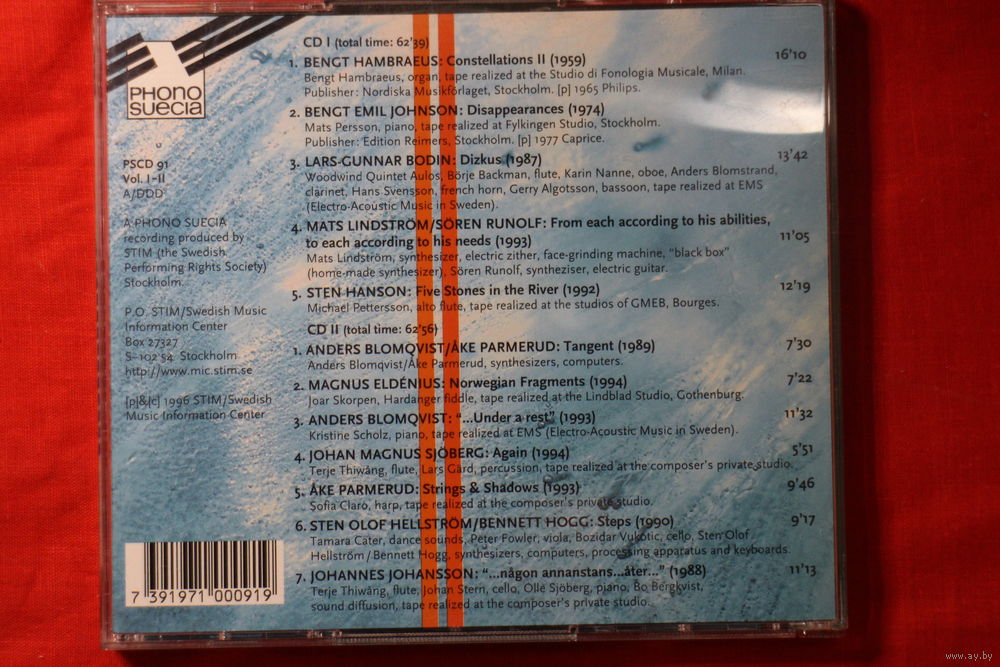 PHONO
suecia
PSCD 91
Vol. I-II
A/DDD
A PHONO SUECIA
recording produced by
STIM (the Swedish
Performing Rights Society)
Stockholm.
P.O. STIM/Swedish Music
Information Center
Box 27327
S–102 54 Stockholm
http://www.mic.stim.se
[p]&[c] 1996 STIM/Swedish
Music Information Center
7 391971 000919
CD I (total time: 62'39)
1. BENGT HAMBRAEUS: Constellations II (1959) 16'10
Bengt Hambraeus, organ, tape realized at the Studio di Fonologia Musicale, Milan.
Publisher: Nordiska Musikförlaget, Stockholm. [p] 1965 Philips.
2. BENGT EMIL JOHNSON: Disappearances (1974)
Mats Persson, piano, tape realized at Fylkingen Studio, Stockholm.
Publisher: Edition Reimers, Stockholm. [p] 1977 Caprice.
3. LARS-GUNNAR BODIN: Dizkus (1987) 13'42
Woodwind Quintet Aulos, Börje Backman, flute, Karin Nanne, oboe, Anders Blomstrand,
clarinet, Hans Svensson, french horn, Gerry Algotsson, bassoon, tape realized at EMS
(Electro-Acoustic Music in Sweden).
4. MATS LINDSTRÖM/SÖREN RUNOLF: From each according to his abilities,
to each according to his needs (1993) 11'05
Mats Lindström, synthesizer, electric zither, face-grinding machine, "black box"
(home-made synthesizer), Sören Runolf, syntheziser, electric guitar.
5. STEN HANSON: Five Stones in the River (1992) 12'19
Michael Pettersson, alto flute, tape realized at the studios of GMEB, Bourges.
CD II (total time: 62'56)
1. ANDERS BLOMQVIST/ÅKE PARMERUD: Tangent (1989) 7'30
Anders Blomqvist/Åke Parmerud, synthesizers, computers.
2. MAGNUS ELDÉNIUS: Norwegian Fragments (1994) 7'22
Joar Skorpen, Hardanger fiddle, tape realized at the Lindblad Studio, Gothenburg.
3. ANDERS BLOMQVIST: "...Under a rest" (1993) 11'32
Kristine Scholz, piano, tape realized at EMS (Electro-Acoustic Music in Sweden).
4. JOHAN MAGNUS SJÖBERG: Again (1994) 5'51
Terje Thiwång, flute, Lars Gård, percussion, tape realized at the composer's private studio.
5. ÅKE PARMERUD: Strings & Shadows (1993) 9'46
Sofia Claro, harp, tape realized at the composer's private studio.
6. STEN OLOF HELLSTRÖM/BENNETT HOGG: Steps (1990) 9'17
Tamara Cater, dance sounds, Peter Fowler, viola, Bozidar Vukotic, cello, Sten Olof
Hellström / Bennett Hogg, synthesizers, computers, processing apparatus and keyboards.
7. JOHANNES JOHANSSON: "...någon annanstans...åter..." (1988) 11'13
Terje Thiwång, flute, Johan Stern, cello, Olle Sjöberg, piano, Bo Bergkvist,
sound diffusion, tape realized at the composer's private studio.
www.ay.by